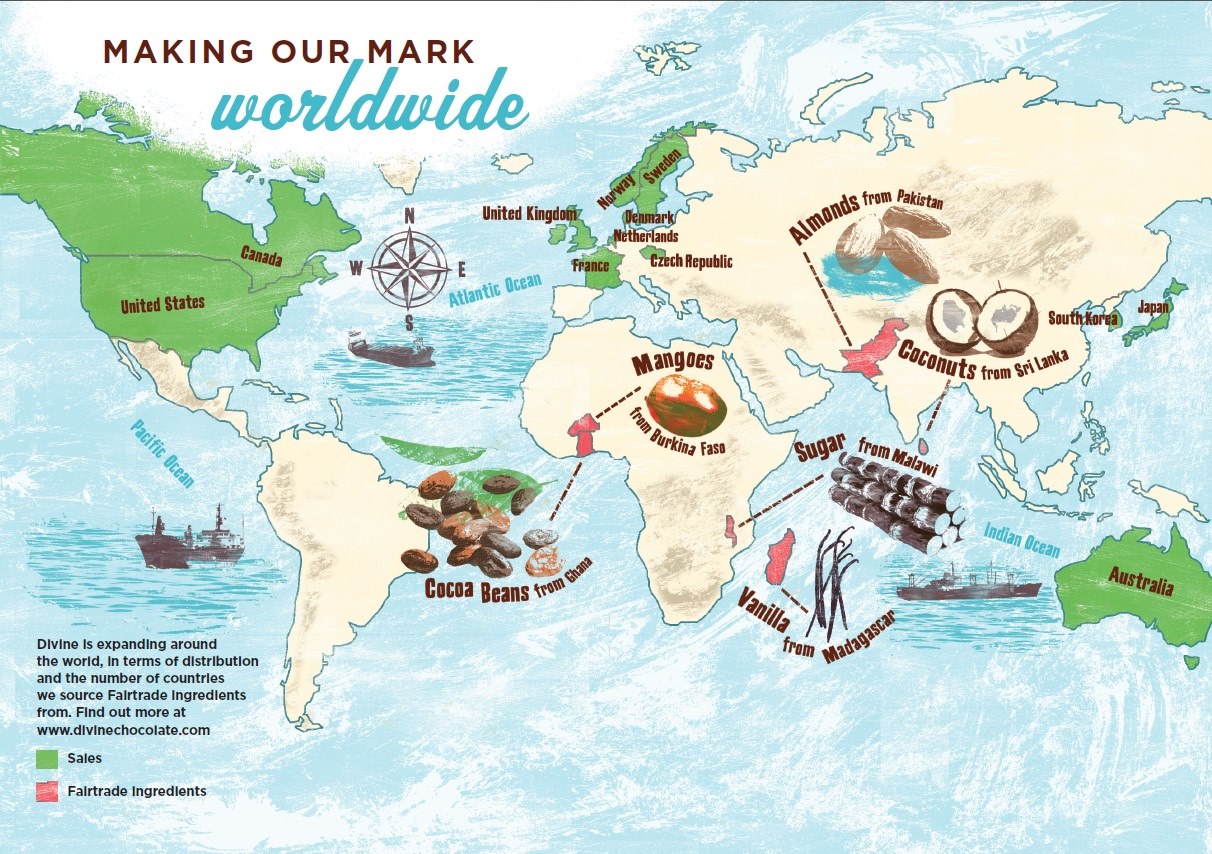 MAKING OUR MARK
worldwide
N
W
E
S
Canada
United States
Atlantic Ocean
Pacific Ocean
United Kingdom
Norway
Sweden
Denmark
Netherlands
France
Czech Republic
Almonds from Pakistan
Coconuts from Sri Lanka
South Korea
Japan
Mangoes
from Burkina Faso
Sugar from Malawi
Cocoa Beans from Ghana
Vanilla
from Madagascar
Indian Ocean
Australia
Divine is expanding around
the world, in terms of distribution
and the number of countries
we source Fairtrade ingredients
from. Find out more at
www.divinechocolate.com
Sales
Fairtrade ingredients